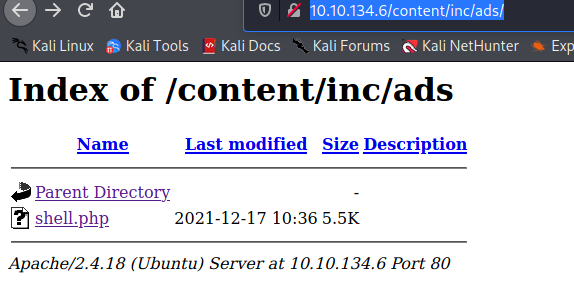 10.10.134.6/content/inc/ads/
Kali Linux Kali Tools Kali Docs Kali Forums Kali NetHunter Exp
Index of /content/inc/ads
Name Last modified Size Description
Parent Directory -
shell.php 2021-12-17 10:36 5.5K
Apache/2.4.18 (Ubuntu) Server at 10.10.134.6 Port 80